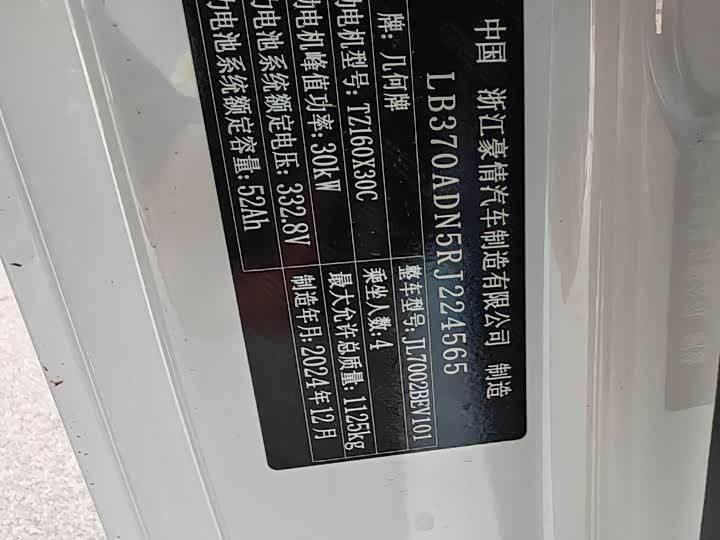 中国 浙江豪情汽车制造有限公司 制造
LB370ADN5RJ224565
牌：几何牌 整车型号：JL7002BEV101
动电机型号：TZ160X30C 乘坐人数：4
动电机峰值功率：30kW 最大允许总质量：1125kg
力电池系统额定电压：332.8V 制造年月：2024年12月
力电池系统额定容量：52Ah